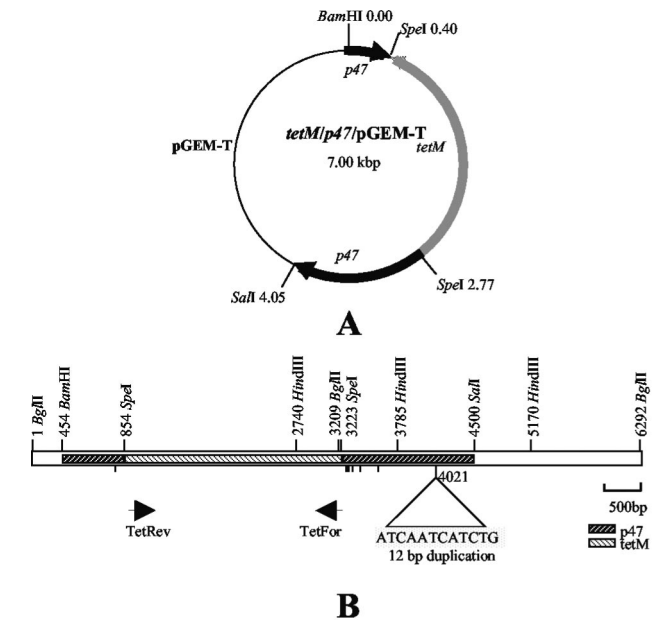 BamHI 0.00
SpeI 0.40
p47
tetM/p47/pGEM-T
pGEM-T
tetM
7.00 kbp
p47
SpeI 2.77
SalI 4.05
A
1 BglII
454 BamHI
854 SpeI
2740 HindIII
3209 BglII
3223 SpeI
3785 HindIII
4500 SalI
5170 HindIII
6292 BglII
4021
500bp
TetRev
TetFor
ATCAATCATCTG
12 bp duplication
p47
tetM
B